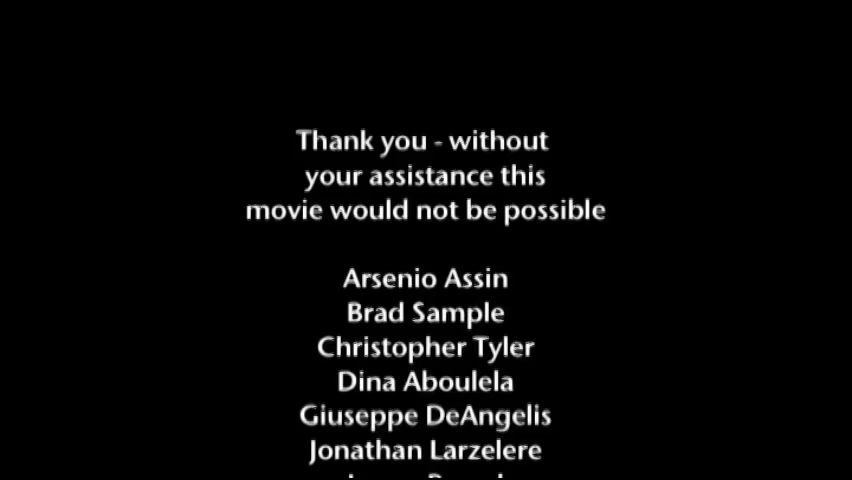 Thank you - without
your assistance this
movie would not be possible
Arsenio Assin
Brad Sample
Christopher Tyler
Dina Aboulela
Giuseppe DeAngelis
Jonathan Larzelere